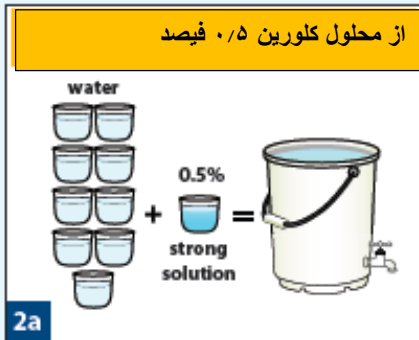 از محلول کلورین ۰/۵ فیصد
water
0.5%
+
=
strong
solution
2a